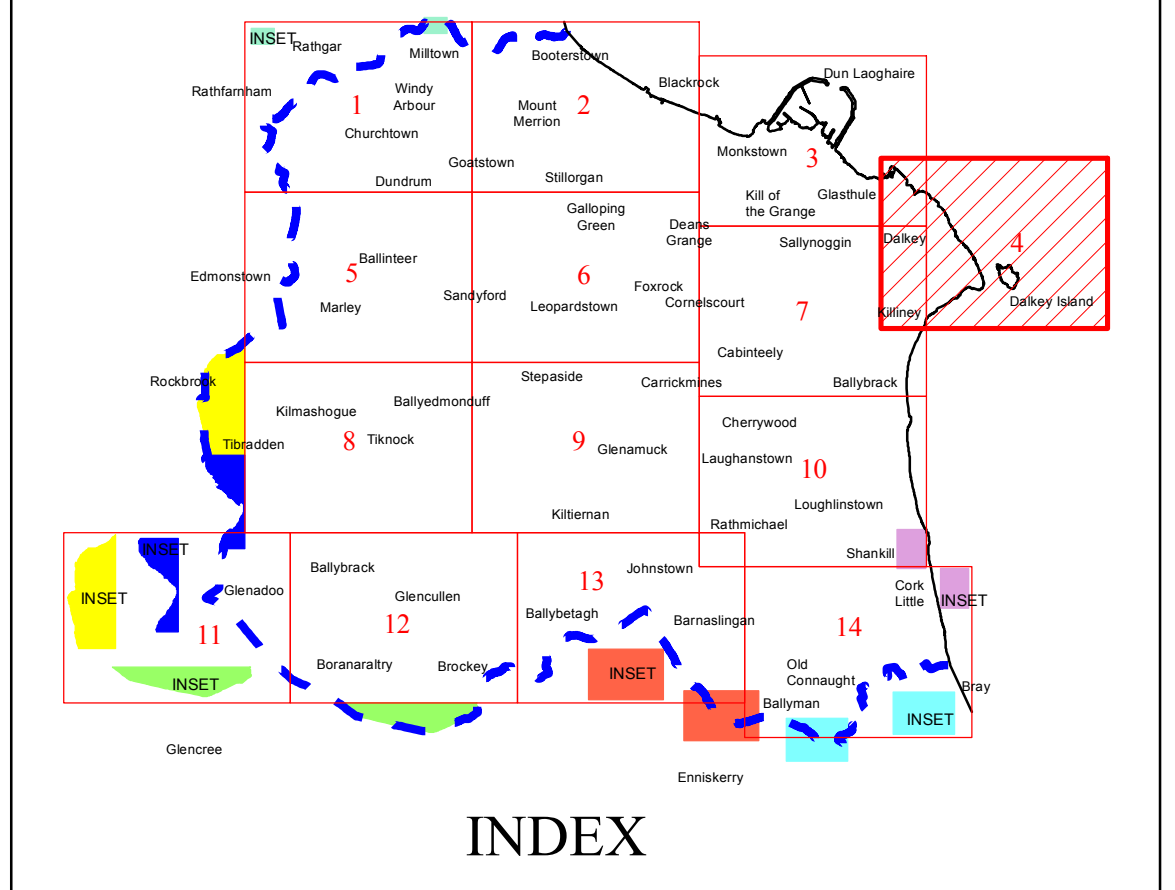 INSET
Rathgar
Milltown
Booterstown
Rathfarnham
Windy
Arbour
1
Churchtown
Dundrum
Mount
Merrion
2
Goatstown
Stillorgan
Blackrock
Dun Laoghaire
Monkstown
3
Kill of
the Grange
Glasthule
Dalkey
4
Dalkey Island
Killiney
Edmonstown
Ballinteer
5
Marley
Sandyford
Galloping
Green
6
Leopardstown
Foxrock
Deans
Grange
Sallynoggin
Cornelscourt
7
Cabinteely
Ballybrack
Rockbrook
Tibradden
Kilmashogue
Ballyedmonduff
8
Tiknock
Stepaside
Carrickmines
9
Glenamuck
Kiltiernan
Cherrywood
Laughanstown
10
Loughlinstown
Rathmichael
Shankill
INSET
INSET
Glenadoo
11
INSET
Ballybrack
Glencullen
12
Boranaraltry
Brockey
13
Johnstown
Ballybetagh
Barnaslingan
INSET
Cork
Little
INSET
14
Old
Connaught
Ballyman
Bray
INSET
Glencree
Enniskerry
INDEX